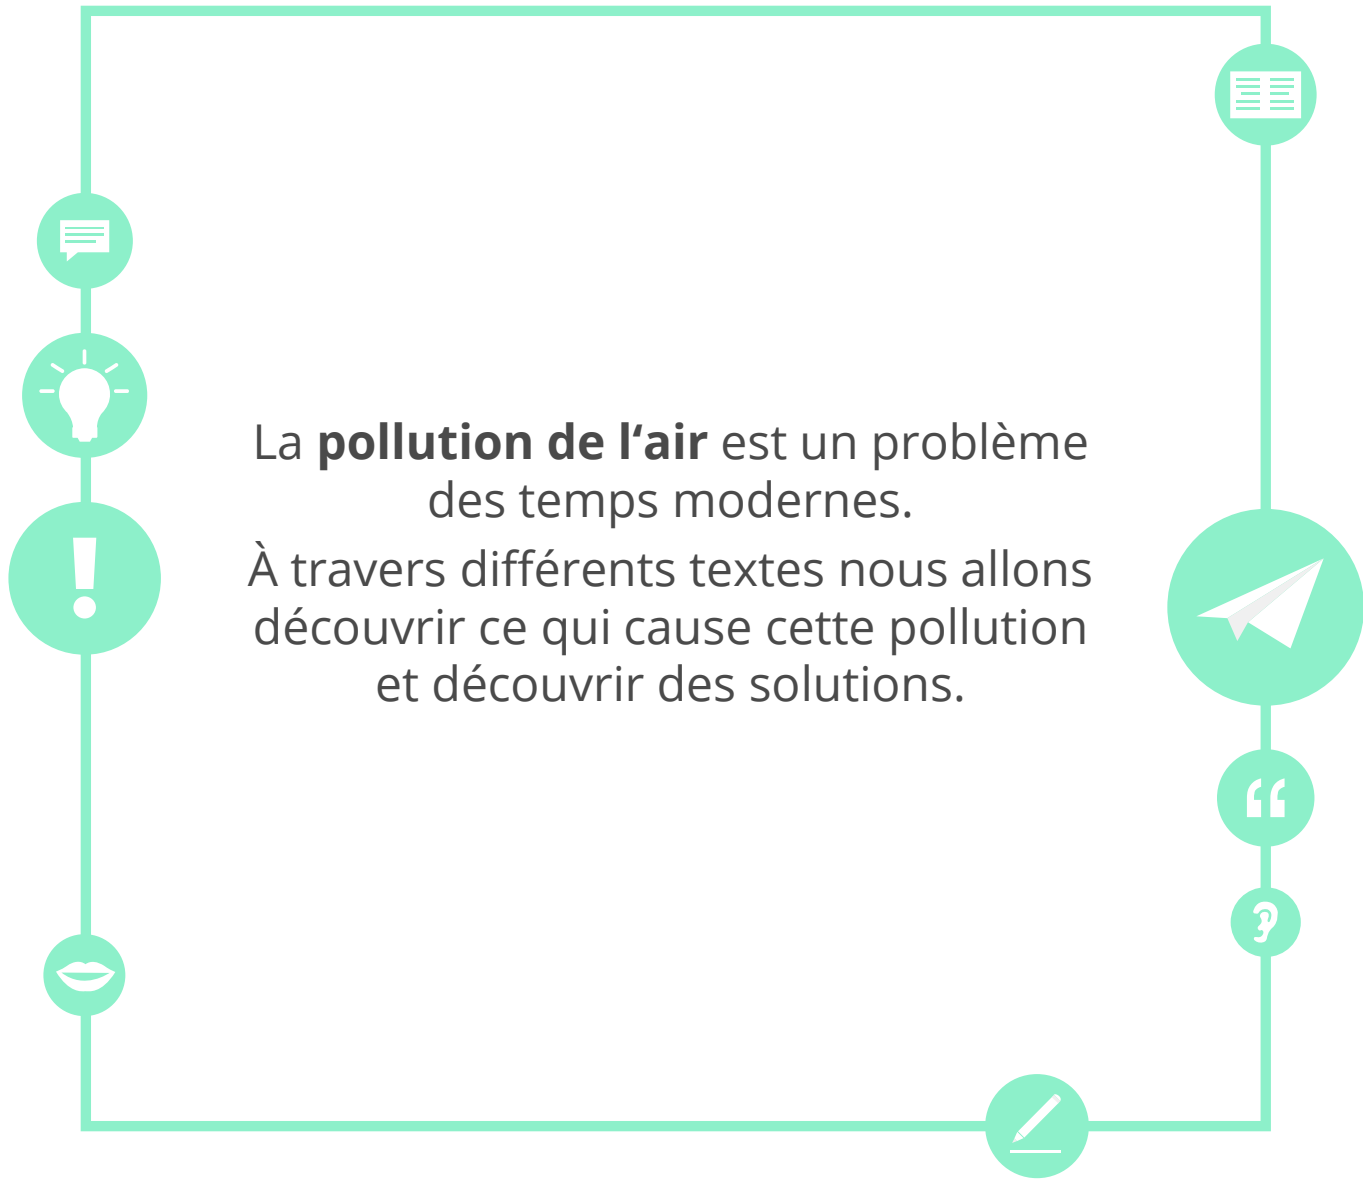 La pollution de l‘air est un problème
des temps modernes.
À travers différents textes nous allons
découvrir ce qui cause cette pollution
et découvrir des solutions.